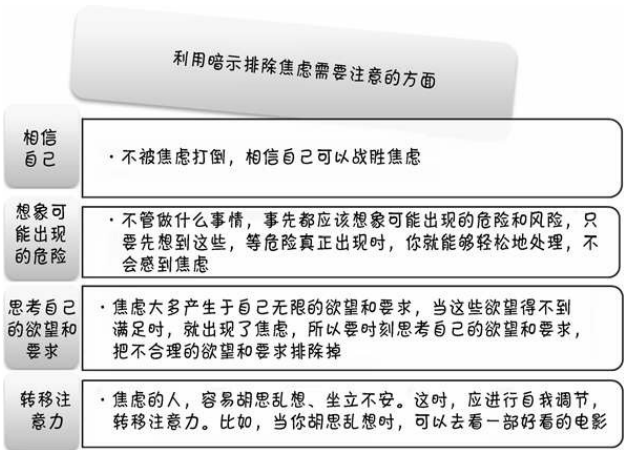 利用暗示排除焦虑需要注意的方面
相信
自己
·不被焦虑打倒，相信自己可以战胜焦虑
想象可
能出现
的危险
·不管做什么事情，事先都应该想象可能出现的危险和风险，只
要先想到这些，等危险真正出现时，你就能够轻松地处理，不
会感到焦虑
思考自己
的欲望和
要求
·焦虑大多产生于自己无限的欲望和要求，当这些欲望得不到
满足时，就出现了焦虑，所以要时刻思考自己的欲望和要求，
把不合理的欲望和要求排除掉
转移注
意力
·焦虑的人，容易胡思乱想、坐立不安。这时，应进行自我调节，
转移注意力。比如，当你胡思乱想时，可以去看一部好看的电影